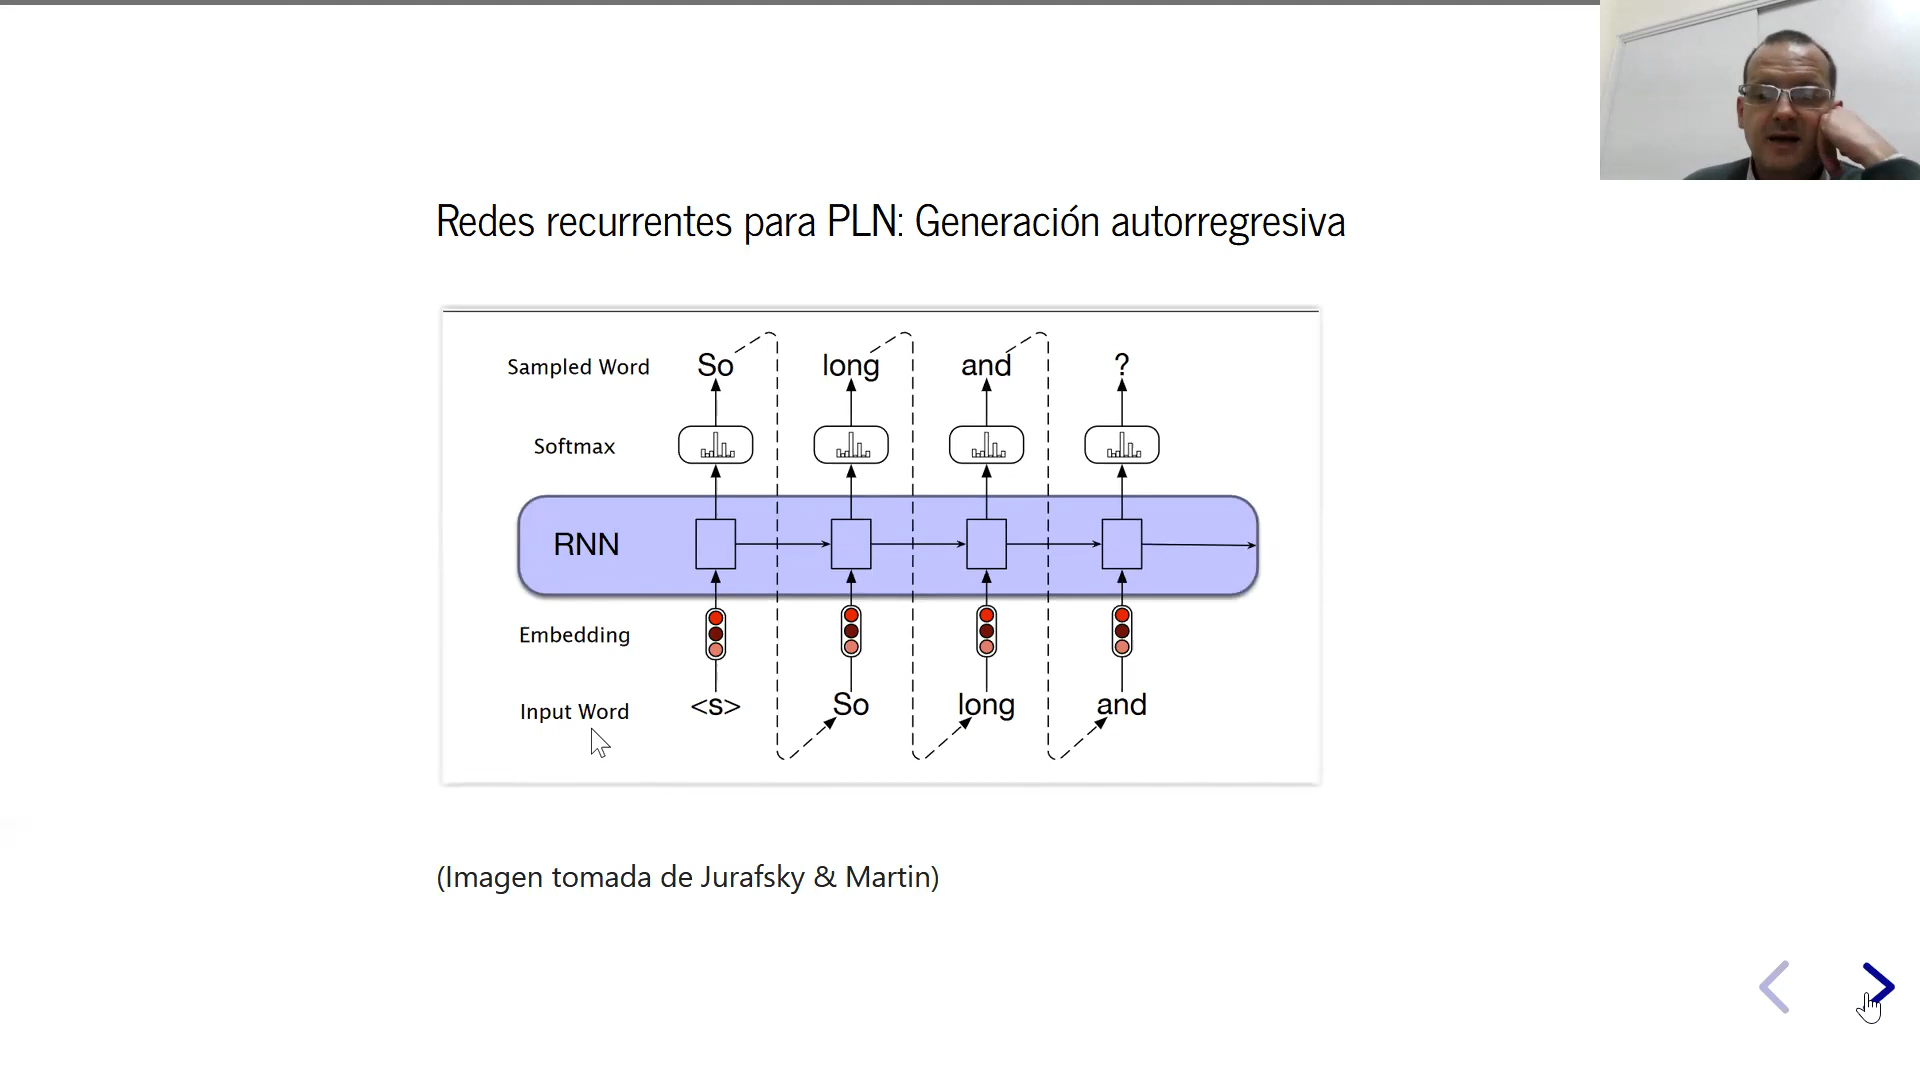 Redes recurrentes para PLN: Generación autorregresiva
Sampled Word So long and ?
Softmax
RNN
Embedding
Input Word <s> So long and
(Imagen tomada de Jurafsky & Martin)